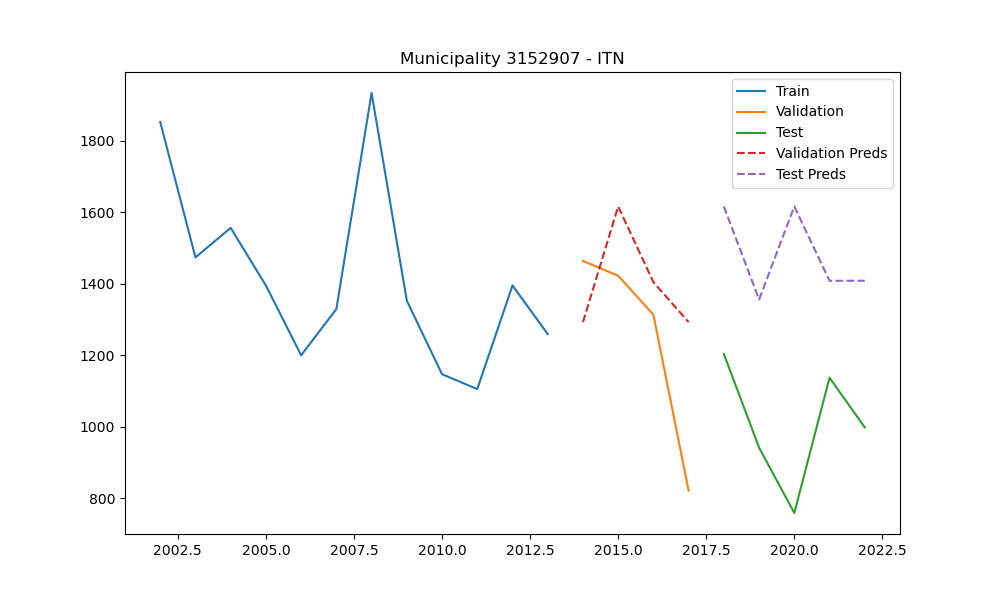 Municipality 3152907 - ITN
Train
Validation
Test
Validation Preds
Test Preds
1800
1600
1400
1200
1000
800
2002.5 2005.0 2007.5 2010.0 2012.5 2015.0 2017.5 2020.0 2022.5